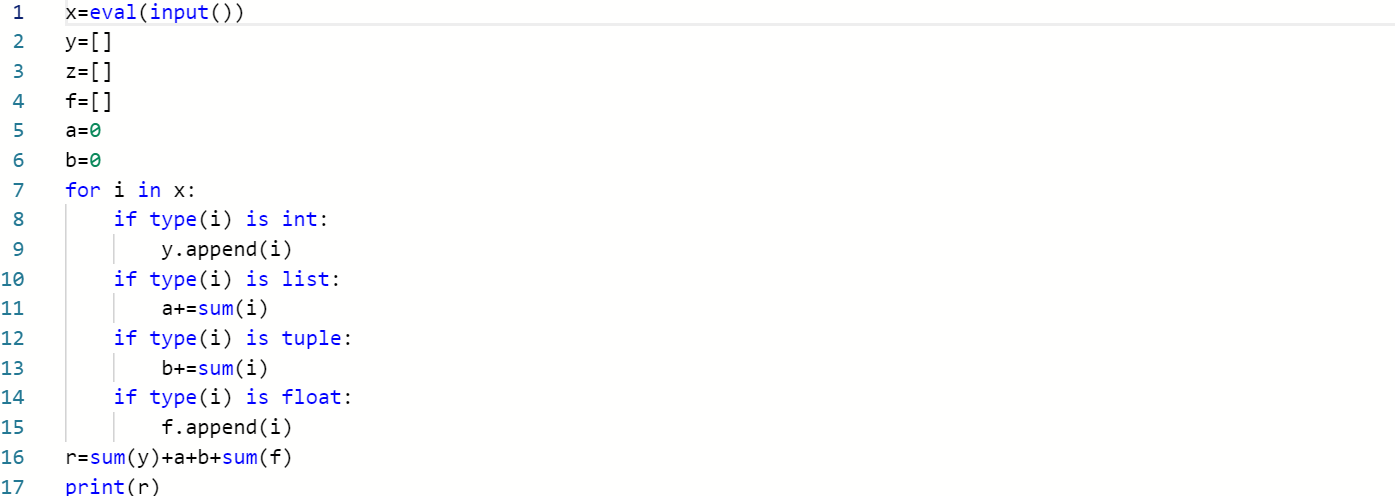 1 x=eval(input())
2 y=[]
3 z=[]
4 f=[]
5 a=0
6 b=0
7 for i in x:
8     if type(i) is int:
9         y.append(i)
10     if type(i) is list:
11         a+=sum(i)
12     if type(i) is tuple:
13         b+=sum(i)
14     if type(i) is float:
15         f.append(i)
16 r=sum(y)+a+b+sum(f)
17 print(r)